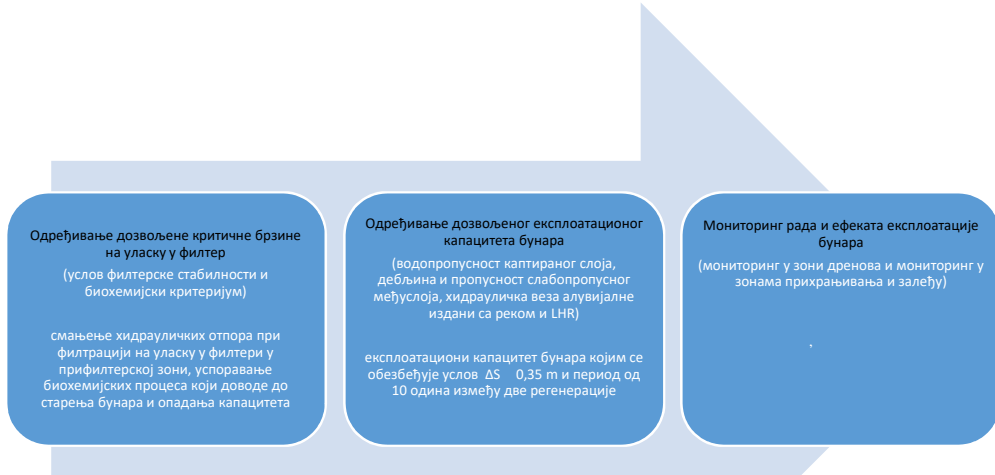 Одређивање дозвољене критичне брзине
на уласку у филтер
(услов филтерске стабилности и
биохемијски критеријум)
смањење хидрауличких отпора при
филтрацији на уласку у филтери у
прифилтерској зони, успоравање
биохемијских процеса који доводе до
старења бунара и опадања капацитета
Одређивање дозвољеног експлоатационог
капацитета бунара
(водопропусност каптираног слоја,
дебљина и пропусност слабопропусног
међуслоја, хидрауличка веза алувијалне
издани са реком и LHR)
експлоатациони капацитет бунара којим се
обезбеђује услов ΔS 0,35 m и период од
10 одина између две регенерације
Мониторинг рада и ефеката експлоатације
бунара
(мониторинг у зони дренова и мониторинг у
зонама прихрањивања и залеђу)
,